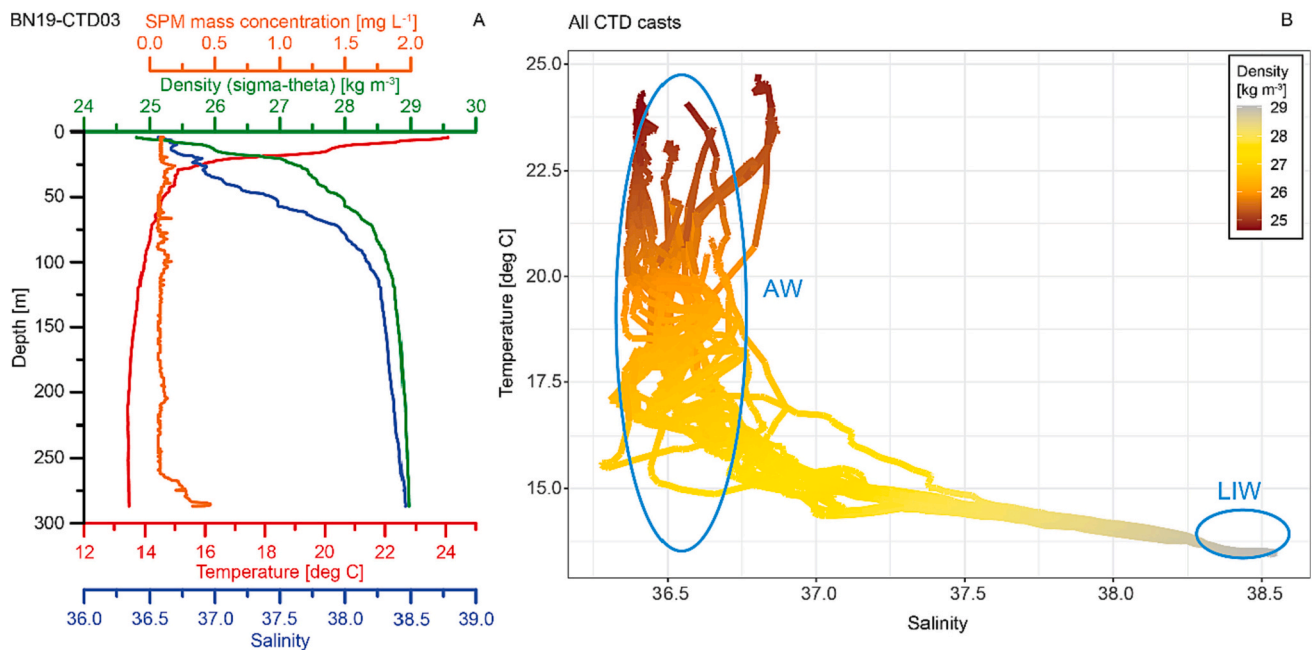 BN19-CTD03
SPM mass concentration [mg L⁻¹]
A
0.0 0.5 1.0 1.5 2.0
Density (sigma-theta) [kg m⁻³]
24 25 26 27 28 29 30
0
50
100
150
200
250
300
Depth [m]
12 14 16 18 20 22 24
Temperature [deg C]
36.0 36.5 37.0 37.5 38.0 38.5 39.0
Salinity
All CTD casts
B
25.0
22.5
20.0
17.5
15.0
Temperature [deg C]
Density
[kg m⁻³]
29
28
27
26
25
AW
LIW
36.5 37.0 37.5 38.0 38.5
Salinity